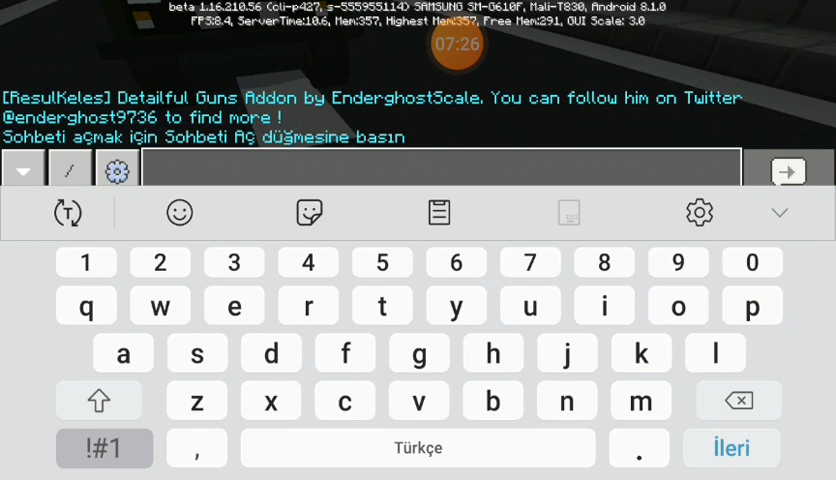 beta 1.16.210.56 (cli-p427, s-555955114) SAMSUNG SM-G610F, Mali-T830, Android 8.1.0
FPS:8.4, ServerTime:10.6, Mem:357, Highest Mem:357, Free Mem:291, GUI Scale: 3.0
07:26
[ResulKeles] Detailful Guns Addon by EnderghostScale. You can follow him on Twitter
@enderghost9736 to find more !
Sohbeti açmak için Sohbeti Aç düğmesine basın
/
T
1 2 3 4 5 6 7 8 9 0
q w e r t y u i o p
a s d f g h j k l
z x c v b n m
!#1 , Türkçe . İleri